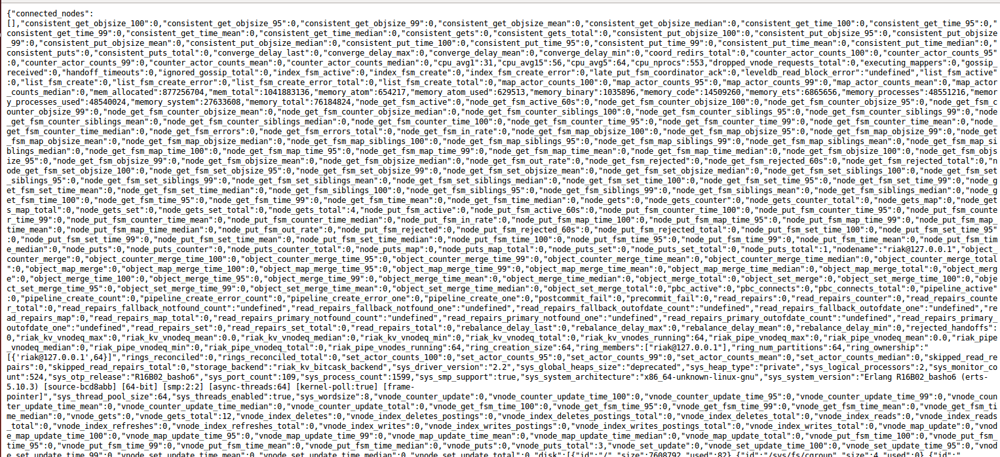 {"connected_nodes":
[],"consistent_get_objsize_100":0,"consistent_get_objsize_95":0,"consistent_get_objsize_99":0,"consistent_get_objsize_mean":0,"consistent_get_objsize_median":0,"consistent_get_time_100":0,"consistent_get_time_95":0,"
consistent_get_time_99":0,"consistent_get_time_mean":0,"consistent_get_time_median":0,"consistent_gets":0,"consistent_gets_total":0,"consistent_put_objsize_100":0,"consistent_put_objsize_95":0,"consistent_put_objsize
_99":0,"consistent_put_objsize_mean":0,"consistent_put_objsize_median":0,"consistent_put_time_100":0,"consistent_put_time_95":0,"consistent_put_time_99":0,"consistent_put_time_mean":0,"consistent_put_time_median":0,"
consistent_puts":0,"consistent_puts_total":0,"converge_delay_last":0,"converge_delay_max":0,"converge_delay_mean":0,"converge_delay_min":0,"coord_redirs_total":0,"counter_actor_counts_100":0,"counter_actor_counts_95"
:0,"counter_actor_counts_99":0,"counter_actor_counts_mean":0,"counter_actor_counts_median":0,"cpu_avg1":31,"cpu_avg15":56,"cpu_avg5":64,"cpu_nprocs":553,"dropped_vnode_requests_total":0,"executing_mappers":0,"gossip_
received":0,"handoff_timeouts":0,"ignored_gossip_total":0,"index_fsm_active":0,"index_fsm_create":0,"index_fsm_create_error":0,"late_put_fsm_coordinator_ack":0,"leveldb_read_block_error":"undefined","list_fsm_active"
:0,"list_fsm_create":0,"list_fsm_create_error":0,"list_fsm_create_error_total":0,"list_fsm_create_total":0,"map_actor_counts_100":0,"map_actor_counts_95":0,"map_actor_counts_99":0,"map_actor_counts_mean":0,"map_actor
_counts_median":0,"mem_allocated":877256704,"mem_total":1041883136,"memory_atom":654217,"memory_atom_used":629513,"memory_binary":1035896,"memory_code":14509260,"memory_ets":6865656,"memory_processes":48551216,"memor
y_processes_used":48540024,"memory_system":27633608,"memory_total":76184824,"node_get_fsm_active":0,"node_get_fsm_active_60s":0,"node_get_fsm_counter_objsize_100":0,"node_get_fsm_counter_objsize_95":0,"node_get_fsm_c
ounter_objsize_99":0,"node_get_fsm_counter_objsize_mean":0,"node_get_fsm_counter_objsize_median":0,"node_get_fsm_counter_siblings_100":0,"node_get_fsm_counter_siblings_95":0,"node_get_fsm_counter_siblings_99":0,"node
_get_fsm_counter_siblings_mean":0,"node_get_fsm_counter_siblings_median":0,"node_get_fsm_counter_time_100":0,"node_get_fsm_counter_time_95":0,"node_get_fsm_counter_time_99":0,"node_get_fsm_counter_time_mean":0,"node_
get_fsm_counter_time_median":0,"node_get_fsm_errors":0,"node_get_fsm_errors_total":0,"node_get_fsm_in_rate":0,"node_get_fsm_map_objsize_100":0,"node_get_fsm_map_objsize_95":0,"node_get_fsm_map_objsize_99":0,"node_get
_fsm_map_objsize_mean":0,"node_get_fsm_map_objsize_median":0,"node_get_fsm_map_siblings_100":0,"node_get_fsm_map_siblings_95":0,"node_get_fsm_map_siblings_99":0,"node_get_fsm_map_siblings_mean":0,"node_get_fsm_map_si
blings_median":0,"node_get_fsm_map_time_100":0,"node_get_fsm_map_time_95":0,"node_get_fsm_map_time_99":0,"node_get_fsm_map_time_mean":0,"node_get_fsm_map_time_median":0,"node_get_fsm_objsize_100":0,"node_get_fsm_objs
ize_95":0,"node_get_fsm_objsize_99":0,"node_get_fsm_objsize_mean":0,"node_get_fsm_objsize_median":0,"node_get_fsm_out_rate":0,"node_get_fsm_rejected":0,"node_get_fsm_rejected_60s":0,"node_get_fsm_rejected_total":0,"n
ode_get_fsm_set_objsize_100":0,"node_get_fsm_set_objsize_95":0,"node_get_fsm_set_objsize_99":0,"node_get_fsm_set_objsize_mean":0,"node_get_fsm_set_objsize_median":0,"node_get_fsm_set_siblings_100":0,"node_get_fsm_set
_siblings_95":0,"node_get_fsm_set_siblings_99":0,"node_get_fsm_set_siblings_mean":0,"node_get_fsm_set_siblings_median":0,"node_get_fsm_set_time_100":0,"node_get_fsm_set_time_95":0,"node_get_fsm_set_time_99":0,"node_g
et_fsm_set_time_mean":0,"node_get_fsm_set_time_median":0,"node_get_fsm_siblings_100":0,"node_get_fsm_siblings_95":0,"node_get_fsm_siblings_99":0,"node_get_fsm_siblings_mean":0,"node_get_fsm_siblings_median":0,"node_g
et_fsm_time_100":0,"node_get_fsm_time_95":0,"node_get_fsm_time_99":0,"node_get_fsm_time_mean":0,"node_get_fsm_time_median":0,"node_gets":0,"node_gets_counter":0,"node_gets_counter_total":0,"node_gets_map":0,"node_get
s_map_total":0,"node_gets_set":0,"node_gets_set_total":0,"node_gets_total":4,"node_put_fsm_active":0,"node_put_fsm_active_60s":0,"node_put_fsm_counter_time_100":0,"node_put_fsm_counter_time_95":0,"node_put_fsm_counte
r_time_99":0,"node_put_fsm_counter_time_mean":0,"node_put_fsm_counter_time_median":0,"node_put_fsm_in_rate":0,"node_put_fsm_map_time_100":0,"node_put_fsm_map_time_95":0,"node_put_fsm_map_time_99":0,"node_put_fsm_map_
time_mean":0,"node_put_fsm_map_time_median":0,"node_put_fsm_out_rate":0,"node_put_fsm_rejected":0,"node_put_fsm_rejected_60s":0,"node_put_fsm_rejected_total":0,"node_put_fsm_set_time_100":0,"node_put_fsm_set_time_95"
:0,"node_put_fsm_set_time_99":0,"node_put_fsm_set_time_mean":0,"node_put_fsm_set_time_median":0,"node_put_fsm_time_100":0,"node_put_fsm_time_95":0,"node_put_fsm_time_99":0,"node_put_fsm_time_mean":0,"node_put_fsm_tim
e_median":0,"node_puts":0,"node_puts_counter":0,"node_puts_counter_total":0,"node_puts_map":0,"node_puts_map_total":0,"node_puts_set":0,"node_puts_set_total":0,"node_puts_total":1,"nodename":"riak@127.0.0.1","object_
counter_merge":0,"object_counter_merge_time_100":0,"object_counter_merge_time_95":0,"object_counter_merge_time_99":0,"object_counter_merge_time_mean":0,"object_counter_merge_time_median":0,"object_counter_merge_total
":0,"object_map_merge":0,"object_map_merge_time_100":0,"object_map_merge_time_95":0,"object_map_merge_time_99":0,"object_map_merge_time_mean":0,"object_map_merge_time_median":0,"object_map_merge_total":0,"object_merg
e":0,"object_merge_time_100":0,"object_merge_time_95":0,"object_merge_time_99":0,"object_merge_time_mean":0,"object_merge_time_median":0,"object_merge_total":0,"object_set_merge":0,"object_set_merge_time_100":0,"obje
ct_set_merge_time_95":0,"object_set_merge_time_99":0,"object_set_merge_time_mean":0,"object_set_merge_time_median":0,"object_set_merge_total":0,"pbc_active":0,"pbc_connects":0,"pbc_connects_total":0,"pipeline_active"
:0,"pipeline_create_count":0,"pipeline_create_error_count":0,"pipeline_create_error_one":0,"pipeline_create_one":0,"postcommit_fail":0,"precommit_fail":0,"read_repairs":0,"read_repairs_counter":0,"read_repairs_counte
r_total":0,"read_repairs_fallback_notfound_count":"undefined","read_repairs_fallback_notfound_one":"undefined","read_repairs_fallback_outofdate_count":"undefined","read_repairs_fallback_outofdate_one":"undefined","re
ad_repairs_map":0,"read_repairs_map_total":0,"read_repairs_primary_notfound_count":"undefined","read_repairs_primary_notfound_one":"undefined","read_repairs_primary_outofdate_count":"undefined","read_repairs_primary_
outofdate_one":"undefined","read_repairs_set":0,"read_repairs_set_total":0,"read_repairs_total":0,"rebalance_delay_last":0,"rebalance_delay_max":0,"rebalance_delay_mean":0,"rebalance_delay_min":0,"rejected_handoffs":
0,"riak_kv_vnodeq_max":0,"riak_kv_vnodeq_mean":0.0,"riak_kv_vnodeq_median":0,"riak_kv_vnodeq_min":0,"riak_kv_vnodeq_total":0,"riak_kv_vnodes_running":64,"riak_pipe_vnodeq_max":0,"riak_pipe_vnodeq_mean":0.0,"riak_pipe
_vnodeq_median":0,"riak_pipe_vnodeq_min":0,"riak_pipe_vnodeq_total":0,"riak_pipe_vnodes_running":64,"ring_creation_size":64,"ring_members":["riak@127.0.0.1"],"ring_num_partitions":64,"ring_ownership":"
[{'riak@127.0.0.1',64}]","rings_reconciled":0,"rings_reconciled_total":0,"set_actor_counts_100":0,"set_actor_counts_95":0,"set_actor_counts_99":0,"set_actor_counts_mean":0,"set_actor_counts_median":0,"skipped_read_re
pairs":0,"skipped_read_repairs_total":0,"storage_backend":"riak_kv_bitcask_backend","sys_driver_version":"2.2","sys_global_heaps_size":"deprecated","sys_heap_type":"private","sys_logical_processors":2,"sys_monitor_co
unt":524,"sys_otp_release":"R16B02_basho6","sys_port_count":109,"sys_process_count":1599,"sys_smp_support":true,"sys_system_architecture":"x86_64-unknown-linux-gnu","sys_system_version":"Erlang R16B02_basho6 (erts-
5.10.3) [source-bcd8abb] [64-bit] [smp:2:2] [async-threads:64] [kernel-poll:true] [frame-
pointer]","sys_thread_pool_size":64,"sys_threads_enabled":true,"sys_wordsize":8,"vnode_counter_update":0,"vnode_counter_update_time_100":0,"vnode_counter_update_time_95":0,"vnode_counter_update_time_99":0,"vnode_coun
ter_update_time_mean":0,"vnode_counter_update_time_median":0,"vnode_counter_update_total":0,"vnode_get_fsm_time_100":0,"vnode_get_fsm_time_95":0,"vnode_get_fsm_time_99":0,"vnode_get_fsm_time_mean":0,"vnode_get_fsm_ti
me_median":0,"vnode_gets":0,"vnode_gets_total":12,"vnode_index_deletes":0,"vnode_index_deletes_postings":0,"vnode_index_deletes_postings_total":0,"vnode_index_deletes_total":0,"vnode_index_reads":0,"vnode_index_reads
_total":0,"vnode_index_refreshes":0,"vnode_index_refreshes_total":0,"vnode_index_writes":0,"vnode_index_writes_postings":0,"vnode_index_writes_postings_total":0,"vnode_index_writes_total":0,"vnode_map_update":0,"vnod
e_map_update_time_100":0,"vnode_map_update_time_95":0,"vnode_map_update_time_99":0,"vnode_map_update_time_mean":0,"vnode_map_update_time_median":0,"vnode_map_update_total":0,"vnode_put_fsm_time_100":0,"vnode_put_fsm_
time_95":0,"vnode_put_fsm_time_99":0,"vnode_put_fsm_time_mean":0,"vnode_put_fsm_time_median":0,"vnode_puts":0,"vnode_puts_total":3,"vnode_set_update":0,"vnode_set_update_time_100":0,"vnode_set_update_time_95":0,"vnod
e_set_update_time_99":0,"vnode_set_update_time_mean":0,"vnode_set_update_time_median":0,"vnode_set_update_total":0,"disk":[{"id":"/","size":7608792,"used":82},{"id":"/sys/fs/cgroup","size":4,"used":0},{"id":"